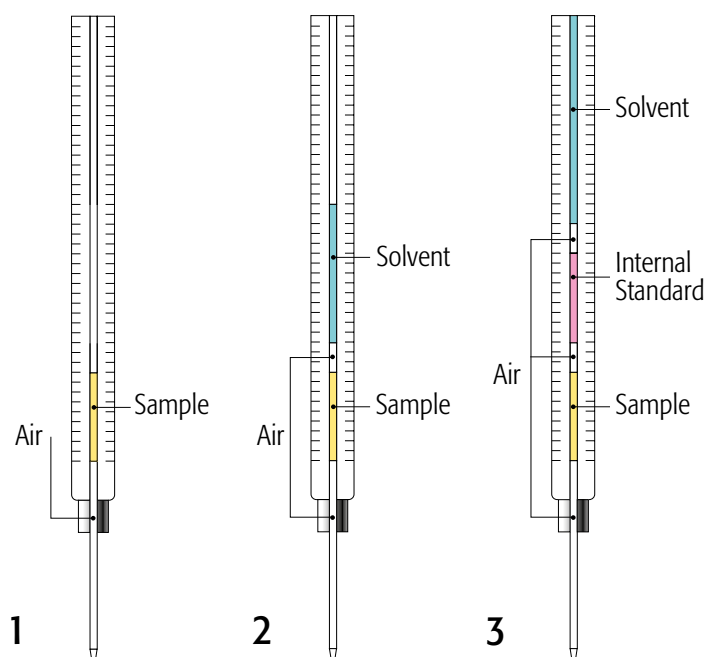 Sample
Air
1
Solvent
Sample
Air
2
Solvent
Internal
Standard
Air
Sample
3